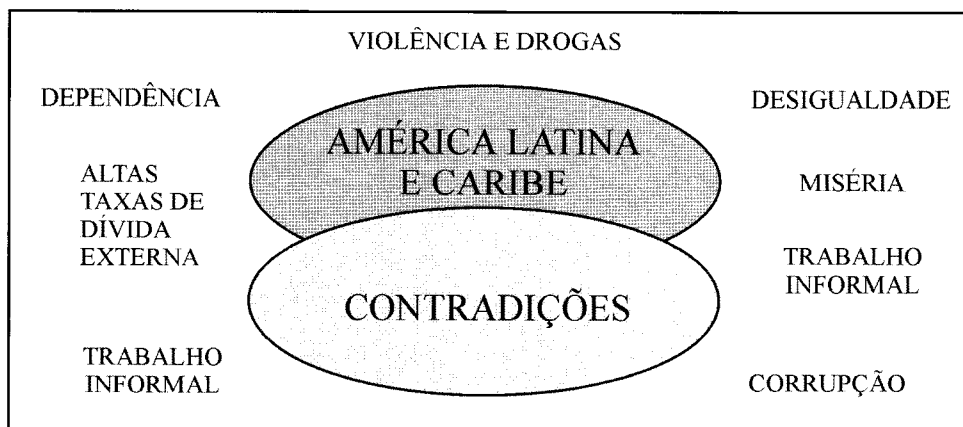 VIOLÊNCIA E DROGAS
DEPENDÊNCIA
DESIGUALDADE
AMÉRICA LATINA
E CARIBE
ALTAS
TAXAS DE
DÍVIDA
EXTERNA
MISÉRIA
TRABALHO
INFORMAL
CONTRADIÇÕES
TRABALHO
INFORMAL
CORRUPÇÃO